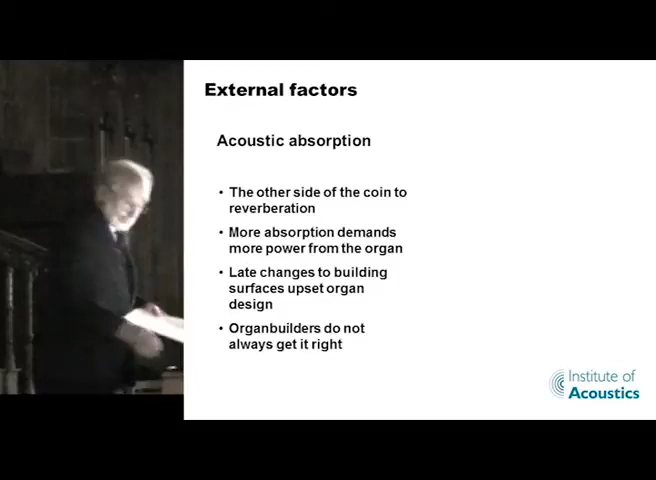 External factors
Acoustic absorption
• The other side of the coin to
reverberation
• More absorption demands
more power from the organ
• Late changes to building
surfaces upset organ
design
• Organbuilders do not
always get it right
Institute of
Acoustics